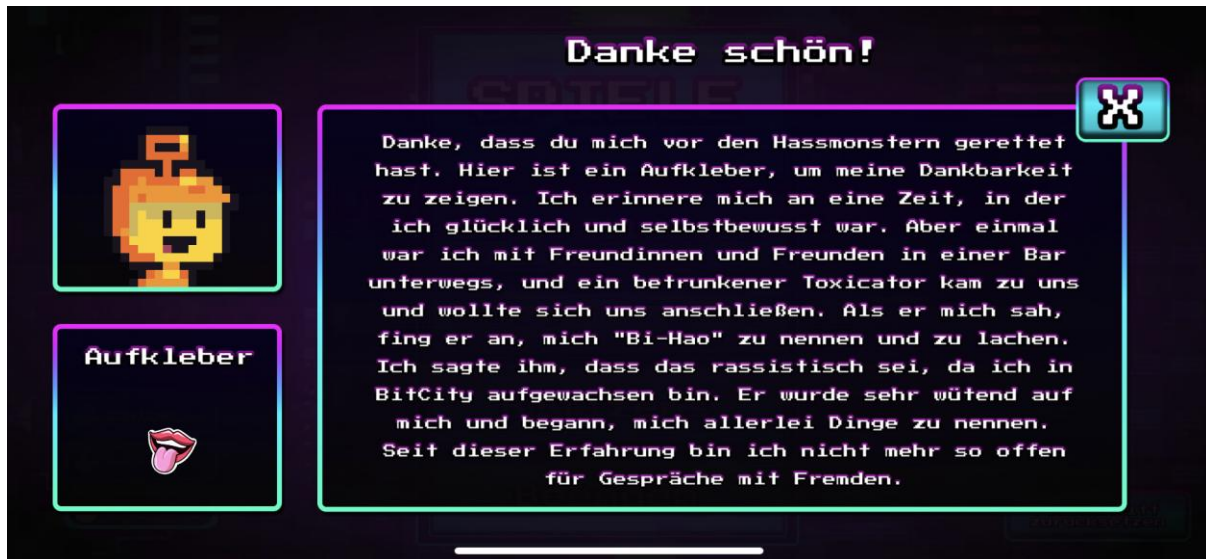 Danke schön!
SPIELE
X
Danke, dass du mich vor den Hassmonstern gerettet
hast. Hier ist ein Aufkleber, um meine Dankbarkeit
zu zeigen. Ich erinnere mich an eine Zeit, in der
ich glücklich und selbstbewusst war. Aber einmal
war ich mit Freundinnen und Freunden in einer Bar
unterwegs, und ein betrunkener Toxicator kam zu uns
und wollte sich uns anschließen. Als er mich sah,
fing er an, mich "Bi-Hao" zu nennen und zu lachen.
Ich sagte ihm, dass das rassistisch sei, da ich in
BitCity aufgewachsen bin. Er wurde sehr wütend auf
mich und begann, mich allerlei Dinge zu nennen.
Seit dieser Erfahrung bin ich nicht mehr so offen
für Gespräche mit Fremden.
Aufkleber